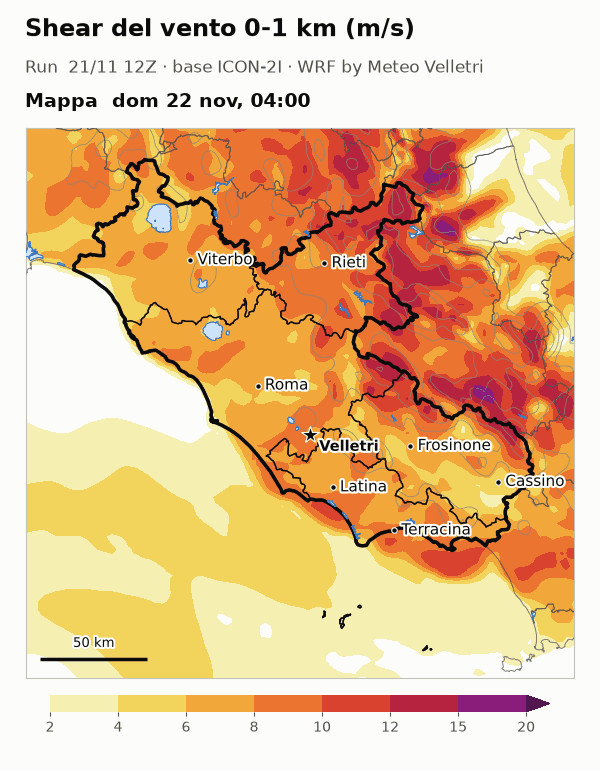 Shear del vento 0-1 km (m/s)
Run 21/11 12Z · base ICON-2I · WRF by Meteo Velletri
Mappa dom 22 nov, 04:00
Viterbo
Rieti
Roma
Velletri
Frosinone
Latina
Cassino
Terracina
50 km
2 4 6 8 10 12 15 20